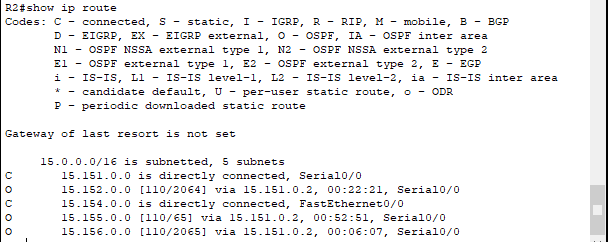 R2#show ip route
Codes: C - connected, S - static, I - IGRP, R - RIP, M - mobile, B - BGP
D - EIGRP, EX - EIGRP external, O - OSPF, IA - OSPF inter area
N1 - OSPF NSSA external type 1, N2 - OSPF NSSA external type 2
E1 - OSPF external type 1, E2 - OSPF external type 2, E - EGP
i - IS-IS, L1 - IS-IS level-1, L2 - IS-IS level-2, ia - IS-IS inter area
* - candidate default, U - per-user static route, o - ODR
P - periodic downloaded static route
Gateway of last resort is not set
15.0.0.0/16 is subnetted, 5 subnets
C 15.151.0.0 is directly connected, Serial0/0
O 15.152.0.0 [110/2064] via 15.151.0.2, 00:22:21, Serial0/0
C 15.154.0.0 is directly connected, FastEthernet0/0
O 15.155.0.0 [110/65] via 15.151.0.2, 00:52:51, Serial0/0
O 15.156.0.0 [110/2065] via 15.151.0.2, 00:06:07, Serial0/0